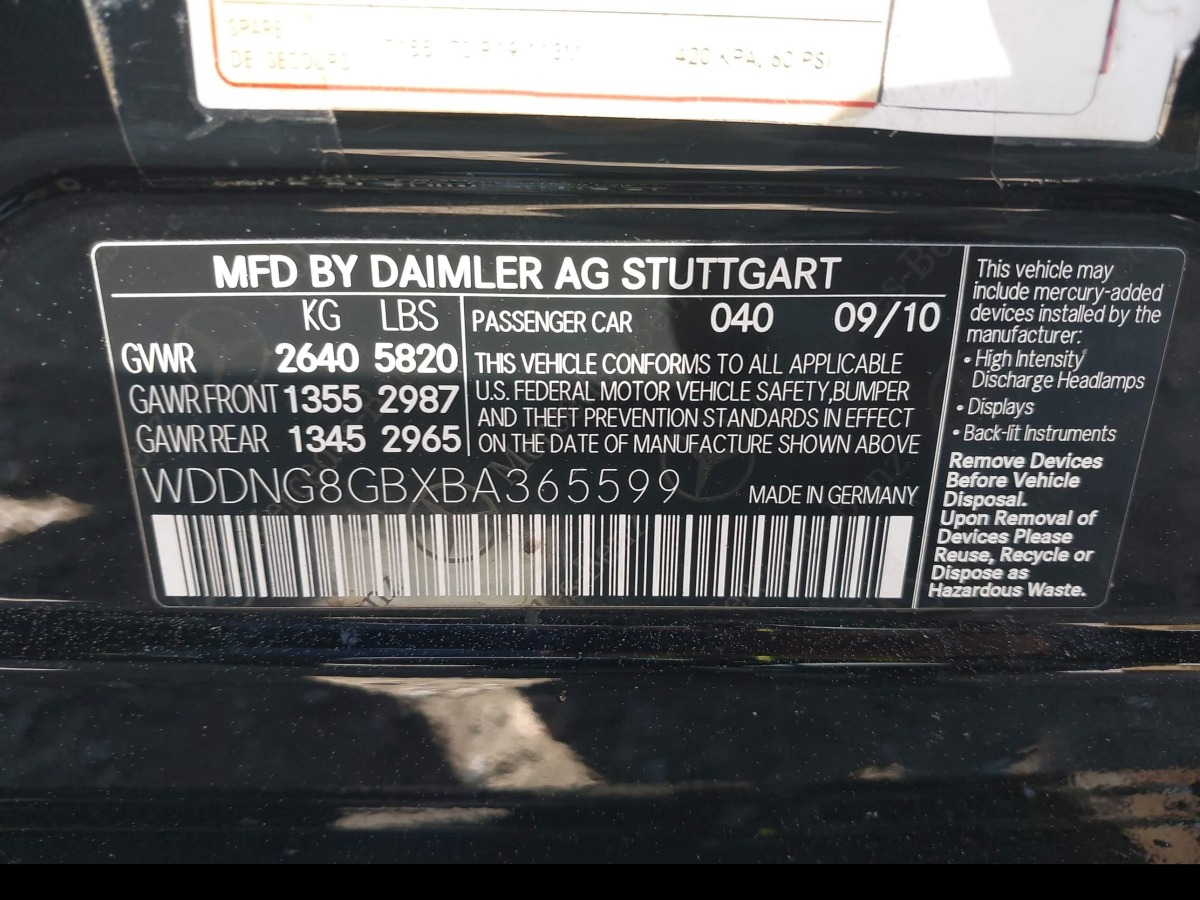 SPARE
DE SECOURS
420 KPA, 60 PSI
MFD BY DAIMLER AG STUTTGART
KG LBS
GVWR 2640 5820
GAWR FRONT 1355 2987
GAWR REAR 1345 2965
PASSENGER CAR 040 09/10
THIS VEHICLE CONFORMS TO ALL APPLICABLE
U.S. FEDERAL MOTOR VEHICLE SAFETY,BUMPER
AND THEFT PREVENTION STANDARDS IN EFFECT
ON THE DATE OF MANUFACTURE SHOWN ABOVE
WDDNG8GBXBA365599
MADE IN GERMANY
This vehicle may
include mercury-added
devices installed by the
manufacturer:
• High Intensity
Discharge Headlamps
• Displays
• Back-lit Instruments
Remove Devices
Before Vehicle
Disposal.
Upon Removal of
Devices Please
Reuse, Recycle or
Dispose as
Hazardous Waste.